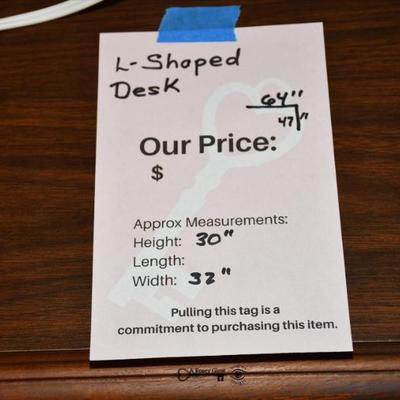 L-Shaped
Desk
64"
47"
Our Price:
$
Approx Measurements:
Height: 30"
Length:
Width: 32"
Pulling this tag is a
commitment to purchasing this item.